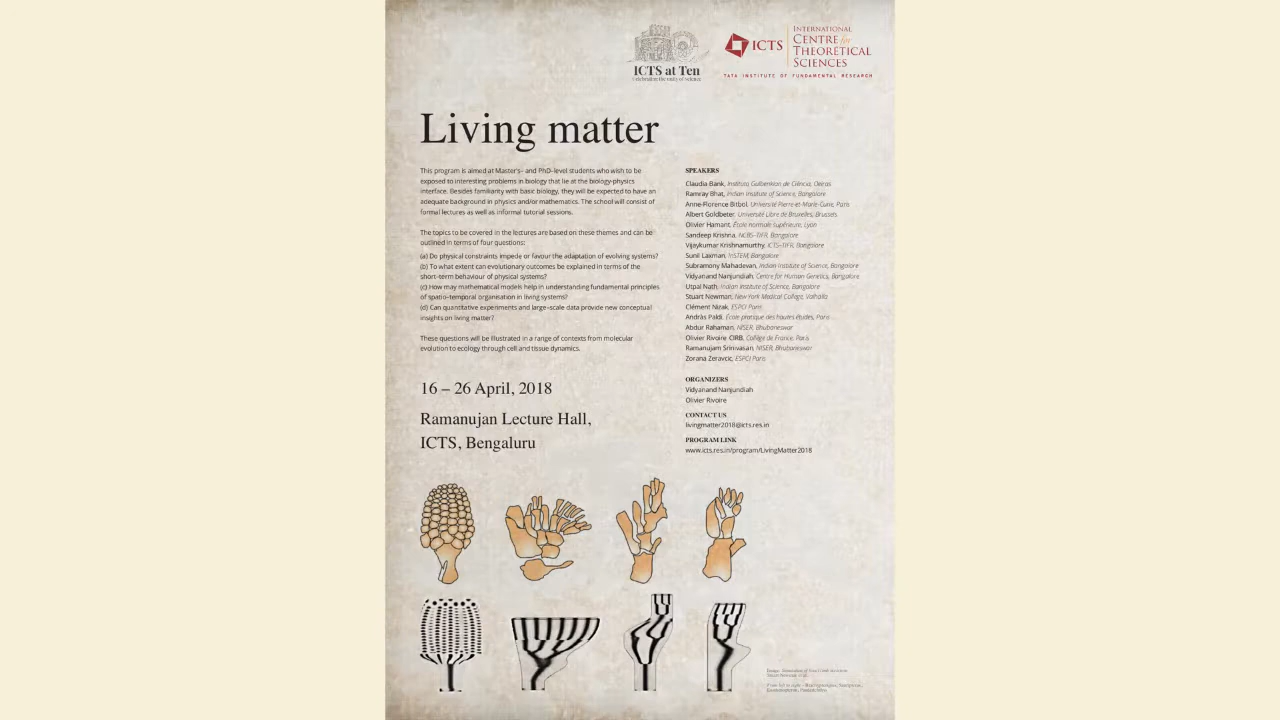 ICTS at Ten
ICTS
INTERNATIONAL
CENTRE for
THEORETICAL
SCIENCES
TATA INSTITUTE OF FUNDAMENTAL RESEARCH
Living matter
This program is aimed at Master's- and PhD-level students who wish to be
exposed to interesting problems in biology that lie at the biology-physics
interface. Besides familiarity with basic biology, they will be expected to have an
adequate background in physics and/or mathematics. The school will consist of
formal lectures as well as informal tutorial sessions.
The topics to be covered in the lectures are based on these themes and can be
outlined in terms of four questions:
(a) Do physical constraints impede or favour the adaptation of evolving systems?
(b) To what extent can evolutionary outcomes be explained in terms of the
short-term behaviour of physical systems?
(c) How may mathematical models help in understanding fundamental principles
of spatio-temporal organisation in living systems?
(d) Can quantitative experiments and large-scale data provide new conceptual
insights on living matter?
These questions will be illustrated in a range of contexts from molecular
evolution to ecology through cell and tissue dynamics.
16 – 26 April, 2018
Ramanujan Lecture Hall,
ICTS, Bengaluru
SPEAKERS
Claudia Bank, Instituto Gulbenkian de Ciência, Oeiras
Ramray Bhat, Indian Institute of Science, Bangalore
Anne-Florence Bitbol, Université Pierre-et-Marie-Curie, Paris
Albert Goldbeter, Université Libre de Bruxelles, Brussels
Olivier Hamant, École normale supérieure, Lyon
Sandeep Krishna, NCBS-TIFR, Bangalore
Vijaykumar Krishnamurthy, ICTS-TIFR, Bangalore
Sunil Laxman, InSTEM, Bangalore
Subramony Mahadevan, Indian Institute of Science, Bangalore
Vidyanand Nanjundiah, Centre for Human Genetics, Bangalore
Utpal Nath, Indian Institute of Science, Bangalore
Stuart Newman, New York Medical College, Valhalla
Clément Nizak, ESPCI Paris
Andràs Paldi, École pratique des hautes études, Paris
Abdur Rahaman, NISER, Bhubaneswar
Olivier Rivoire CIRB, Collège de France, Paris
Ramanujam Srinivasan, NISER, Bhubaneswar
Zorana Zeravcic, ESPCI Paris
ORGANIZERS
Vidyanand Nanjundiah
Olivier Rivoire
CONTACT US
livingmatter2018@icts.res.in
PROGRAM LINK
www.icts.res.in/program/LivingMatter2018